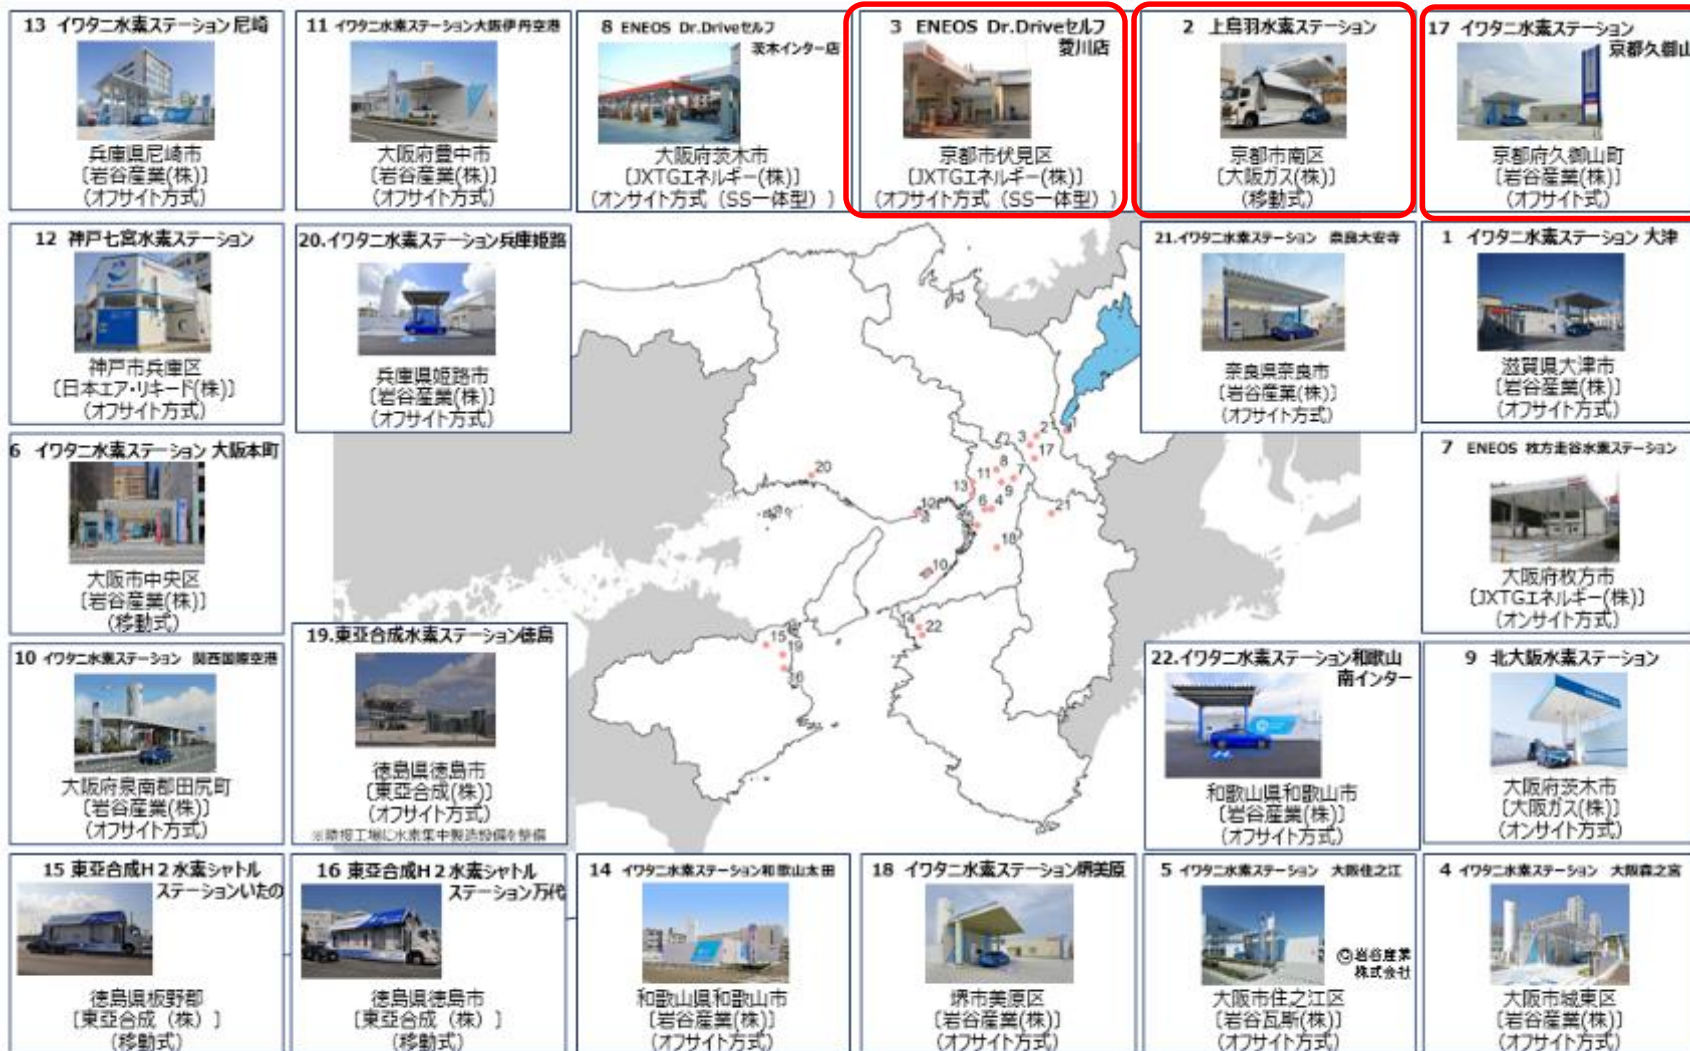 13 イワタニ水素ステーション 尼崎
兵庫県尼崎市
〔岩谷産業(株)〕
(オフサイト方式)
11 イワタニ水素ステーション大阪伊丹空港
大阪府豊中市
〔岩谷産業(株)〕
(オフサイト方式)
8 ENEOS Dr.Driveセルフ
茨木インター店
大阪府茨木市
〔JXTGエネルギー(株)〕
(オンサイト方式（SS一体型）)
3 ENEOS Dr.Driveセルフ
菱川店
京都市伏見区
〔JXTGエネルギー(株)〕
(オフサイト方式（SS一体型）)
2 上鳥羽水素ステーション
京都市南区
〔大阪ガス(株)〕
(移動式)
17 イワタニ水素ステーション
京都久御山
京都府久御山町
〔岩谷産業(株)〕
(オフサイト式)
12 神戸七宮水素ステーション
神戸市兵庫区
〔日本エア・リキード(株)〕
(オフサイト方式)
20.イワタニ水素ステーション兵庫姫路
兵庫県姫路市
〔岩谷産業(株)〕
(オフサイト方式)
21.イワタニ水素ステーション 奈良大安寺
奈良県奈良市
〔岩谷産業(株)〕
(オフサイト方式)
1 イワタニ水素ステーション 大津
滋賀県大津市
〔岩谷産業(株)〕
(オフサイト方式)
6 イワタニ水素ステーション 大阪本町
大阪市中央区
〔岩谷産業(株)〕
(移動式)
7 ENEOS 枚方走谷水素ステーション
大阪府枚方市
〔JXTGエネルギー(株)〕
(オンサイト方式)
3
2
1
17
8
7
11
13
9
6
4
20
12
21
18
10
22
15
19
16
10 イワタニ水素ステーション 関西国際空港
大阪府泉南郡田尻町
〔岩谷産業(株)〕
(オフサイト方式)
19.東亞合成水素ステーション徳島
徳島県徳島市
〔東亞合成(株)〕
(オフサイト方式)
※隣接工場に水素集中製造設備を整備
22.イワタニ水素ステーション和歌山
南インター
和歌山県和歌山市
〔岩谷産業(株)〕
(オフサイト方式)
9 北大阪水素ステーション
大阪府茨木市
〔大阪ガス(株)〕
(オンサイト方式)
15 東亞合成H2水素シャトル
ステーションいたの
徳島県板野郡
〔東亞合成（株）〕
(移動式)
16 東亞合成H2水素シャトル
ステーション万代
徳島県徳島市
〔東亞合成（株）〕
(移動式)
14 イワタニ水素ステーション和歌山太田
和歌山県和歌山市
〔岩谷産業(株)〕
(オフサイト方式)
18 イワタニ水素ステーション堺美原
堺市美原区
〔岩谷産業(株)〕
(オフサイト方式)
5 イワタニ水素ステーション 大阪住之江
©岩谷産業
株式会社
大阪市住之江区
〔岩谷瓦斯(株)〕
(オフサイト方式)
4 イワタニ水素ステーション 大阪森之宮
大阪市城東区
〔岩谷産業(株)〕
(オフサイト方式)